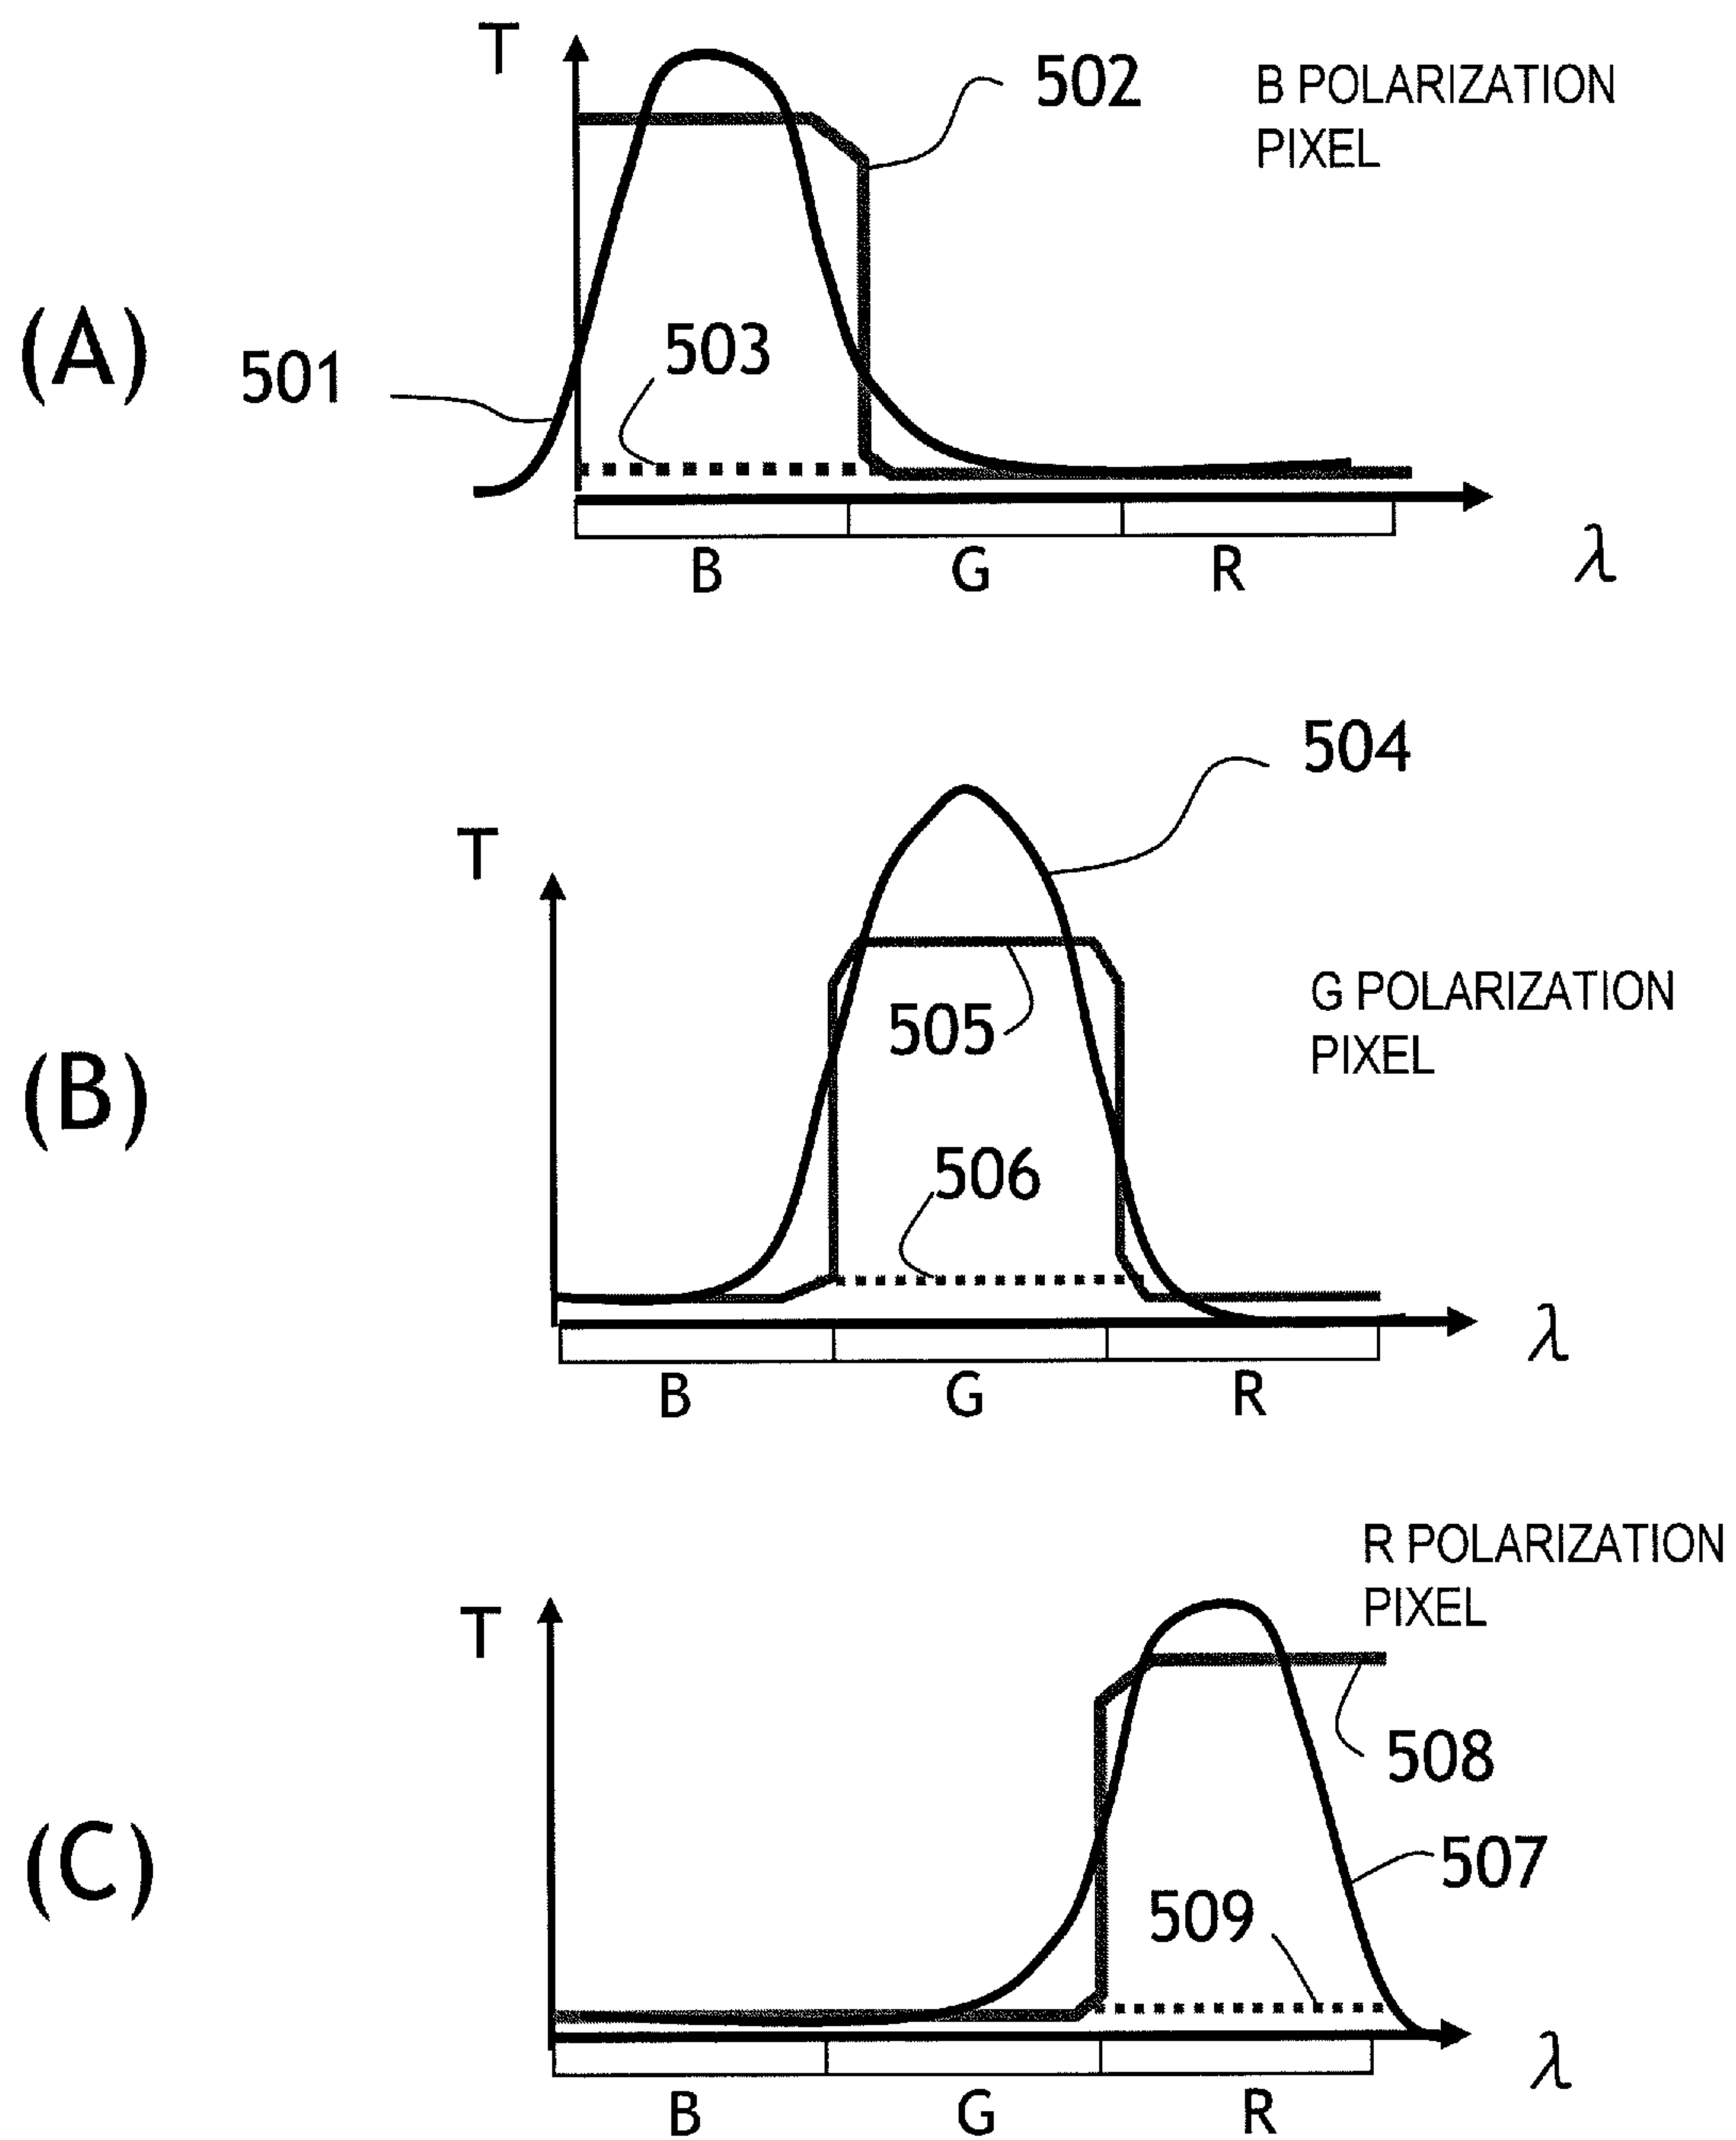 T
502
B POLARIZATION
PIXEL
(A)
501
503
B G R
λ
504
T
505
G POLARIZATION
PIXEL
(B)
506
λ
B G R
R POLARIZATION
PIXEL
T
508
(C)
507
509
λ
B G R